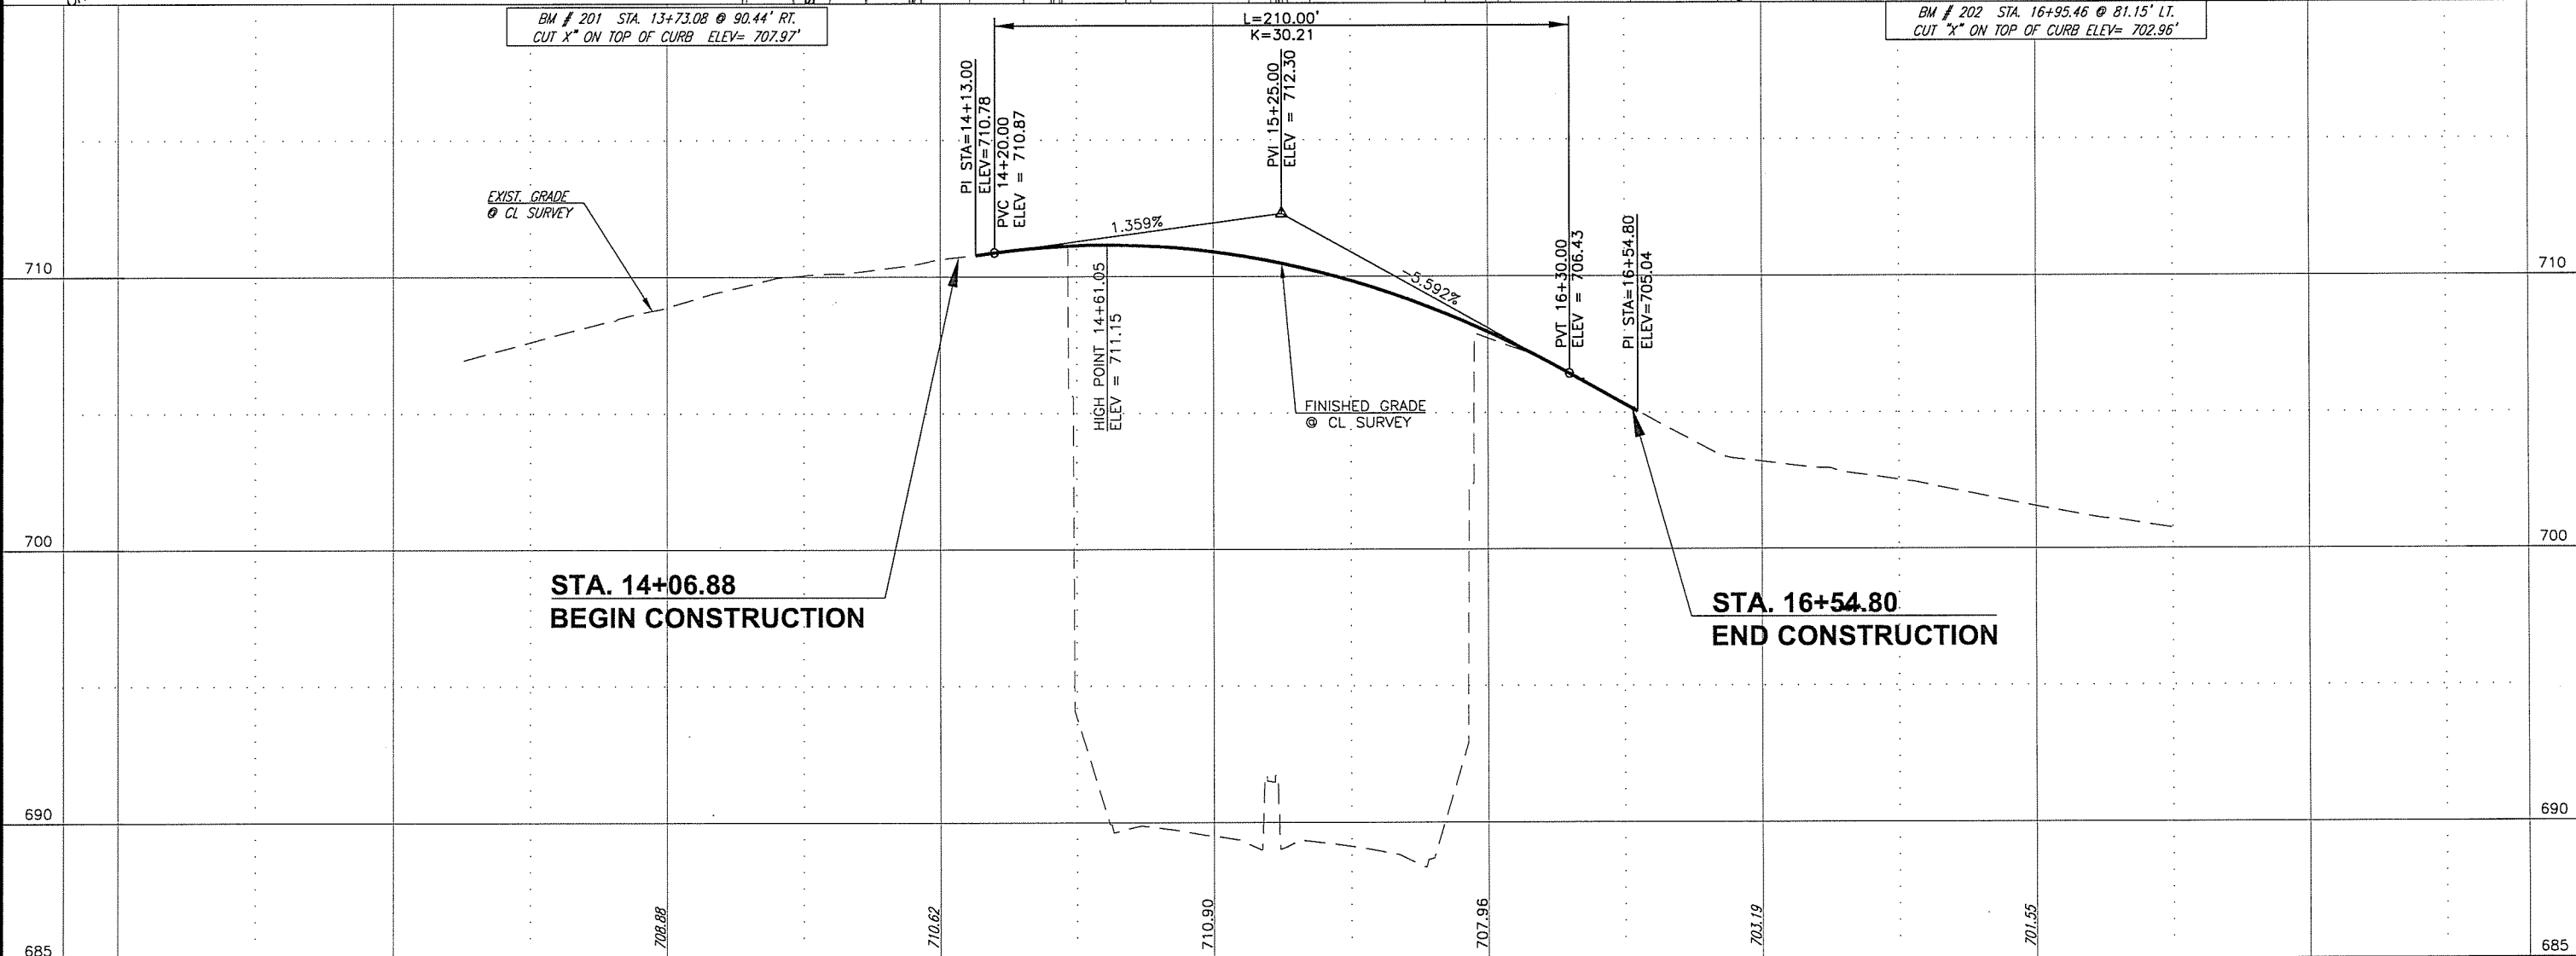 BM # 201 STA. 13+73.08 @ 90.44' RT.
CUT X" ON TOP OF CURB ELEV= 707.97'
L=210.00'
K=30.21
BM # 202 STA. 16+95.46 @ 81.15' LT.
CUT "X" ON TOP OF CURB ELEV= 702.96'
PI STA=14+13.00
ELEV=710.78
PVC 14+20.00
ELEV = 710.87
PVI 15+25.00
ELEV = 712.30
EXIST. GRADE
@ CL SURVEY
1.359%
-5.592%
PVT 16+30.00
ELEV = 706.43
PI STA=16+54.80
ELEV=705.04
710
710
HIGH POINT 14+61.05
ELEV = 711.15
FINISHED GRADE
@ CL SURVEY
700
700
STA. 14+06.88
BEGIN CONSTRUCTION
STA. 16+54.80
END CONSTRUCTION
690
690
708.88
710.62
710.90
707.96
703.19
701.55
685
685